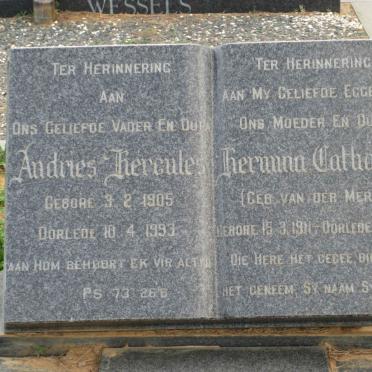 WESSELS
TER HERINNERING
AAN
ONS GELIEFDE VADER EN OUPA
Andries Hercules
GEBORE 3. 2. 1905
OORLEDE 10. 4. 1993
AAN HOM BEHOORT EK VIR ALTYD
PS 73:26B
TER HERINNERING
AAN MY GELIEFDE EGGE
ONS MOEDER EN OU
Hermina Catha
(GEB. VAN DER MER
GEBORE 15.3.1911-OORLEDE
DIE HERE HET GEGEE, DIE
HET GENEEM, SY NAAM S